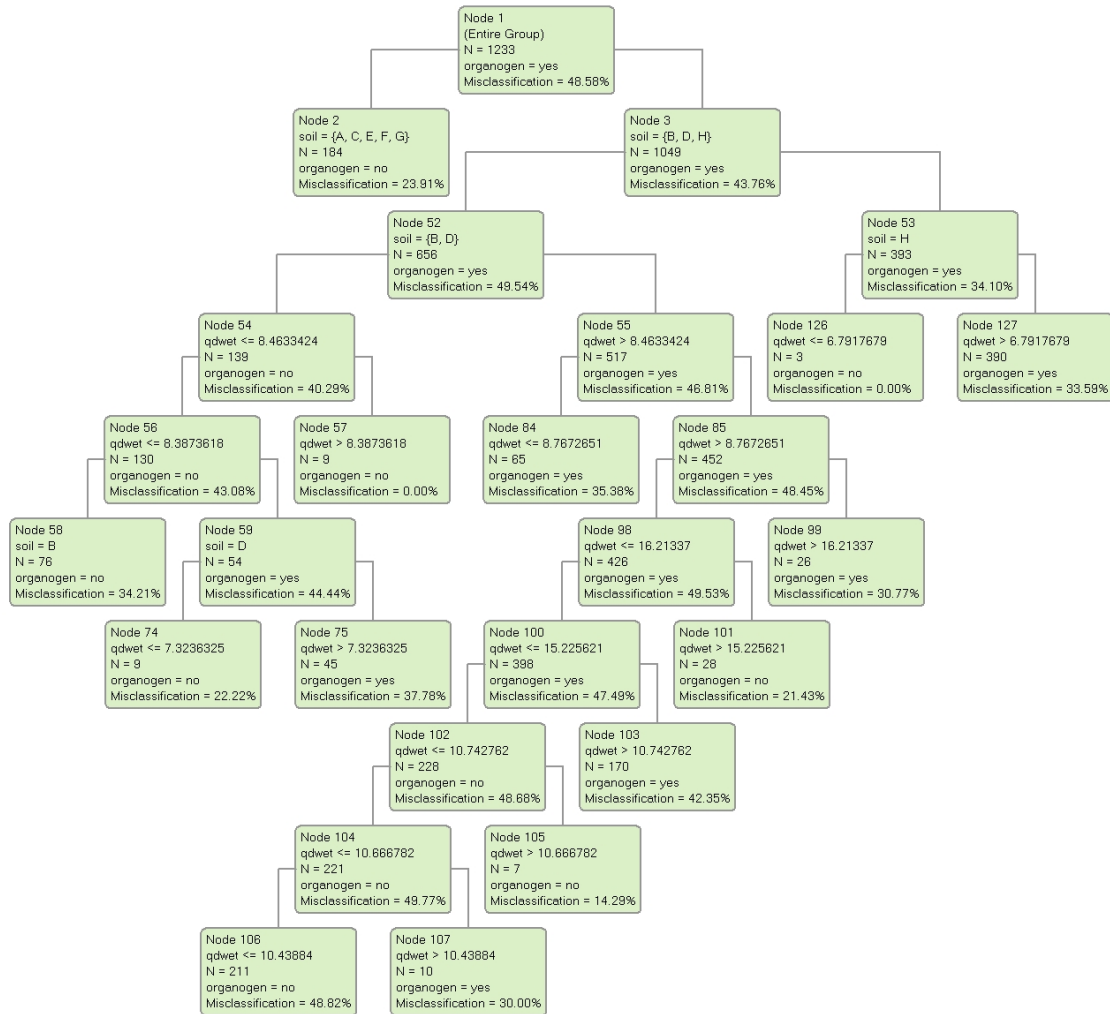 Node 1
(Entire Group)
N = 1233
organogen = yes
Misclassification = 48.58%
Node 2
soil = {A, C, E, F, G}
N = 184
organogen = no
Misclassification = 23.91%
Node 3
soil = {B, D, H}
N = 1049
organogen = yes
Misclassification = 43.76%
Node 52
soil = {B, D}
N = 656
organogen = yes
Misclassification = 49.54%
Node 53
soil = H
N = 393
organogen = yes
Misclassification = 34.10%
Node 54
qdwet <= 8.4633424
N = 139
organogen = no
Misclassification = 40.29%
Node 55
qdwet > 8.4633424
N = 517
organogen = yes
Misclassification = 46.81%
Node 126
qdwet <= 6.7917679
N = 3
organogen = no
Misclassification = 0.00%
Node 127
qdwet > 6.7917679
N = 390
organogen = yes
Misclassification = 33.59%
Node 56
qdwet <= 8.3873618
N = 130
organogen = no
Misclassification = 43.08%
Node 57
qdwet > 8.3873618
N = 9
organogen = no
Misclassification = 0.00%
Node 84
qdwet <= 8.7672651
N = 65
organogen = yes
Misclassification = 35.38%
Node 85
qdwet > 8.7672651
N = 452
organogen = yes
Misclassification = 48.45%
Node 58
soil = B
N = 76
organogen = no
Misclassification = 34.21%
Node 59
soil = D
N = 54
organogen = yes
Misclassification = 44.44%
Node 98
qdwet <= 16.21337
N = 426
organogen = yes
Misclassification = 49.53%
Node 99
qdwet > 16.21337
N = 26
organogen = yes
Misclassification = 30.77%
Node 74
qdwet <= 7.3236325
N = 9
organogen = no
Misclassification = 22.22%
Node 75
qdwet > 7.3236325
N = 45
organogen = yes
Misclassification = 37.78%
Node 100
qdwet <= 15.225621
N = 398
organogen = yes
Misclassification = 47.49%
Node 101
qdwet > 15.225621
N = 28
organogen = no
Misclassification = 21.43%
Node 102
qdwet <= 10.742762
N = 228
organogen = no
Misclassification = 48.68%
Node 103
qdwet > 10.742762
N = 170
organogen = yes
Misclassification = 42.35%
Node 104
qdwet <= 10.666782
N = 221
organogen = no
Misclassification = 49.77%
Node 105
qdwet > 10.666782
N = 7
organogen = no
Misclassification = 14.29%
Node 106
qdwet <= 10.43884
N = 211
organogen = no
Misclassification = 48.82%
Node 107
qdwet > 10.43884
N = 10
organogen = yes
Misclassification = 30.00%